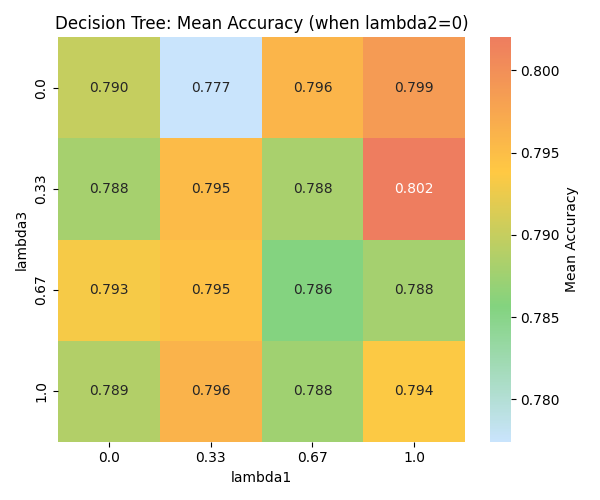 Decision Tree: Mean Accuracy (when lambda2=0)
0.0 0.790 0.777 0.796 0.799
0.33 0.788 0.795 0.788 0.802
0.67 0.793 0.795 0.786 0.788
1.0 0.789 0.796 0.788 0.794
0.0 0.33 0.67 1.0
lambda1
lambda3
0.800
0.795
0.790
0.785
0.780
Mean Accuracy